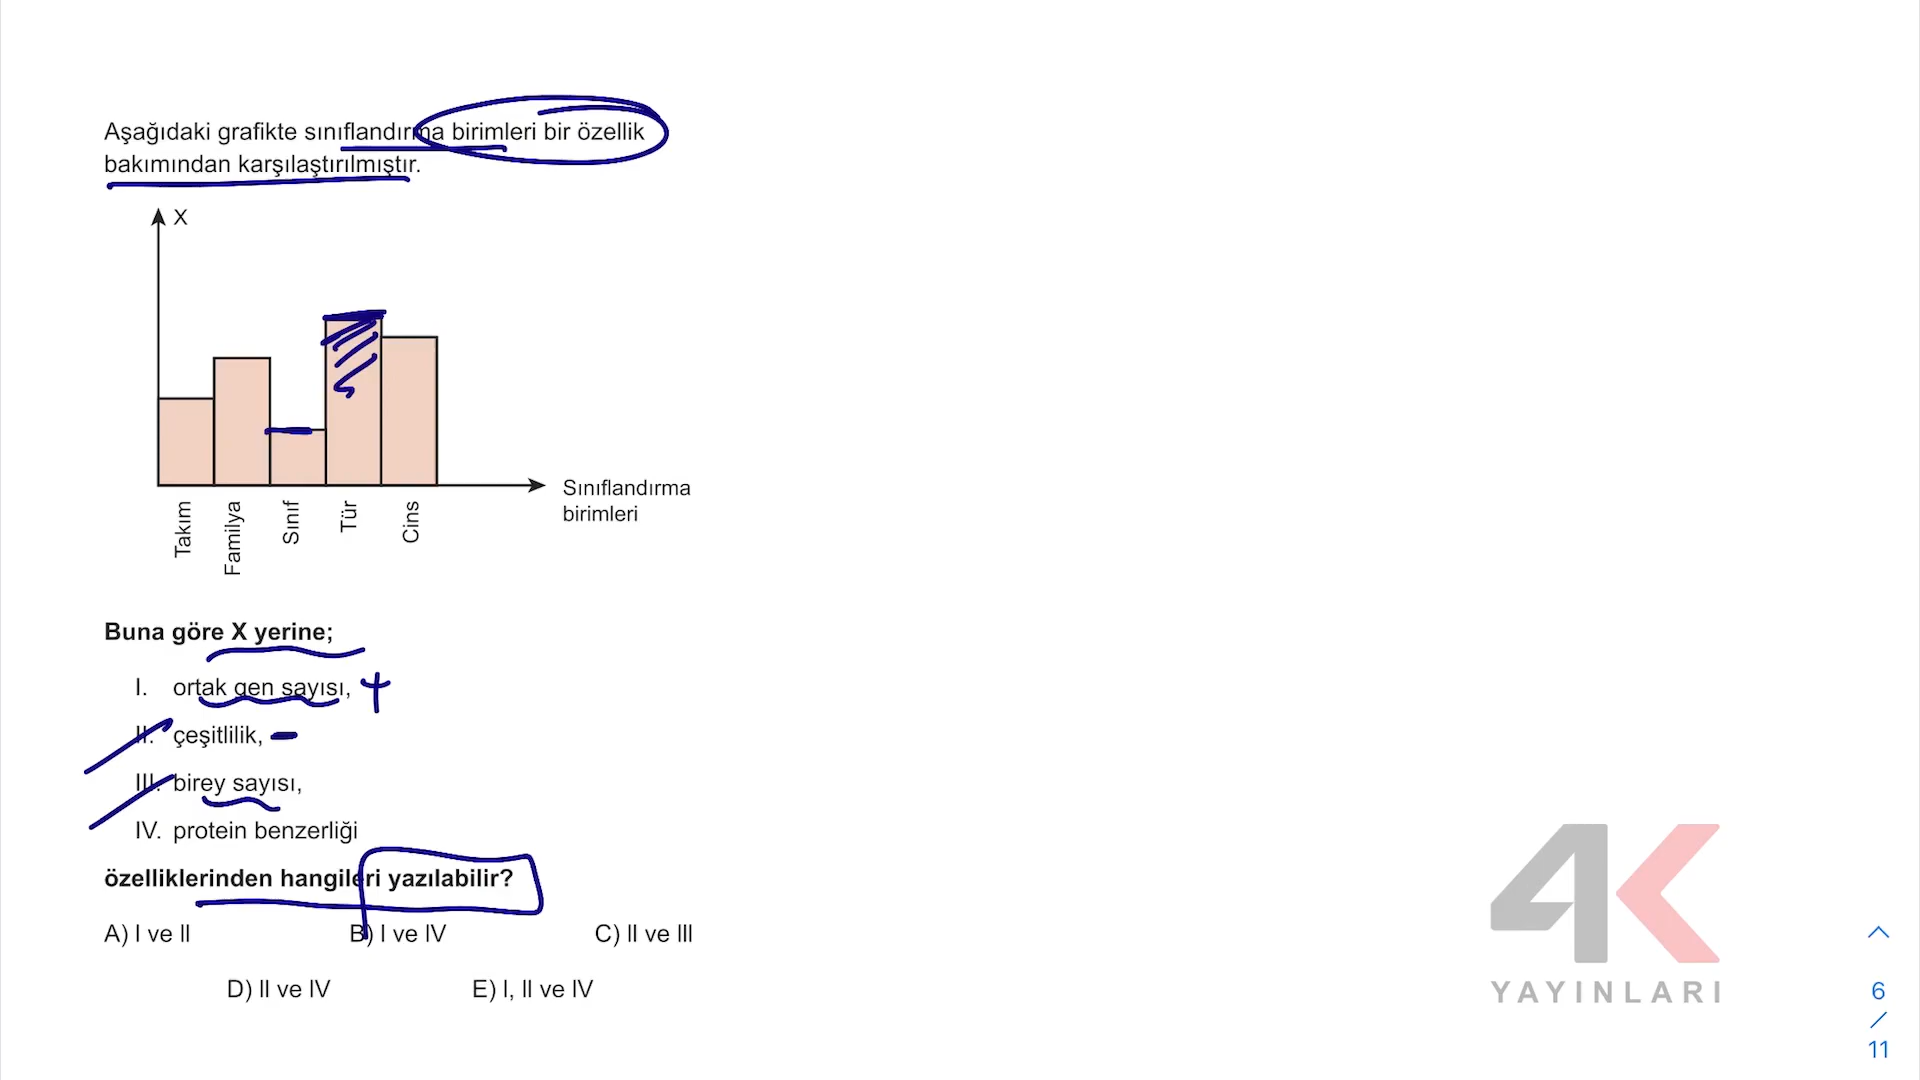 Aşağıdaki grafikte sınıflandırma birimleri bir özellik
bakımından karşılaştırılmıştır.
X
Sınıflandırma
birimleri
Takım
Familya
Sınıf
Tür
Cins
Buna göre X yerine;
I. ortak gen sayısı, +
II. çeşitlilik, -
III. birey sayısı,
IV. protein benzerliği
özelliklerinden hangileri yazılabilir?
A) I ve II B) I ve IV C) II ve III
D) II ve IV E) I, II ve IV
4K
YAYINLARI
6
/
11